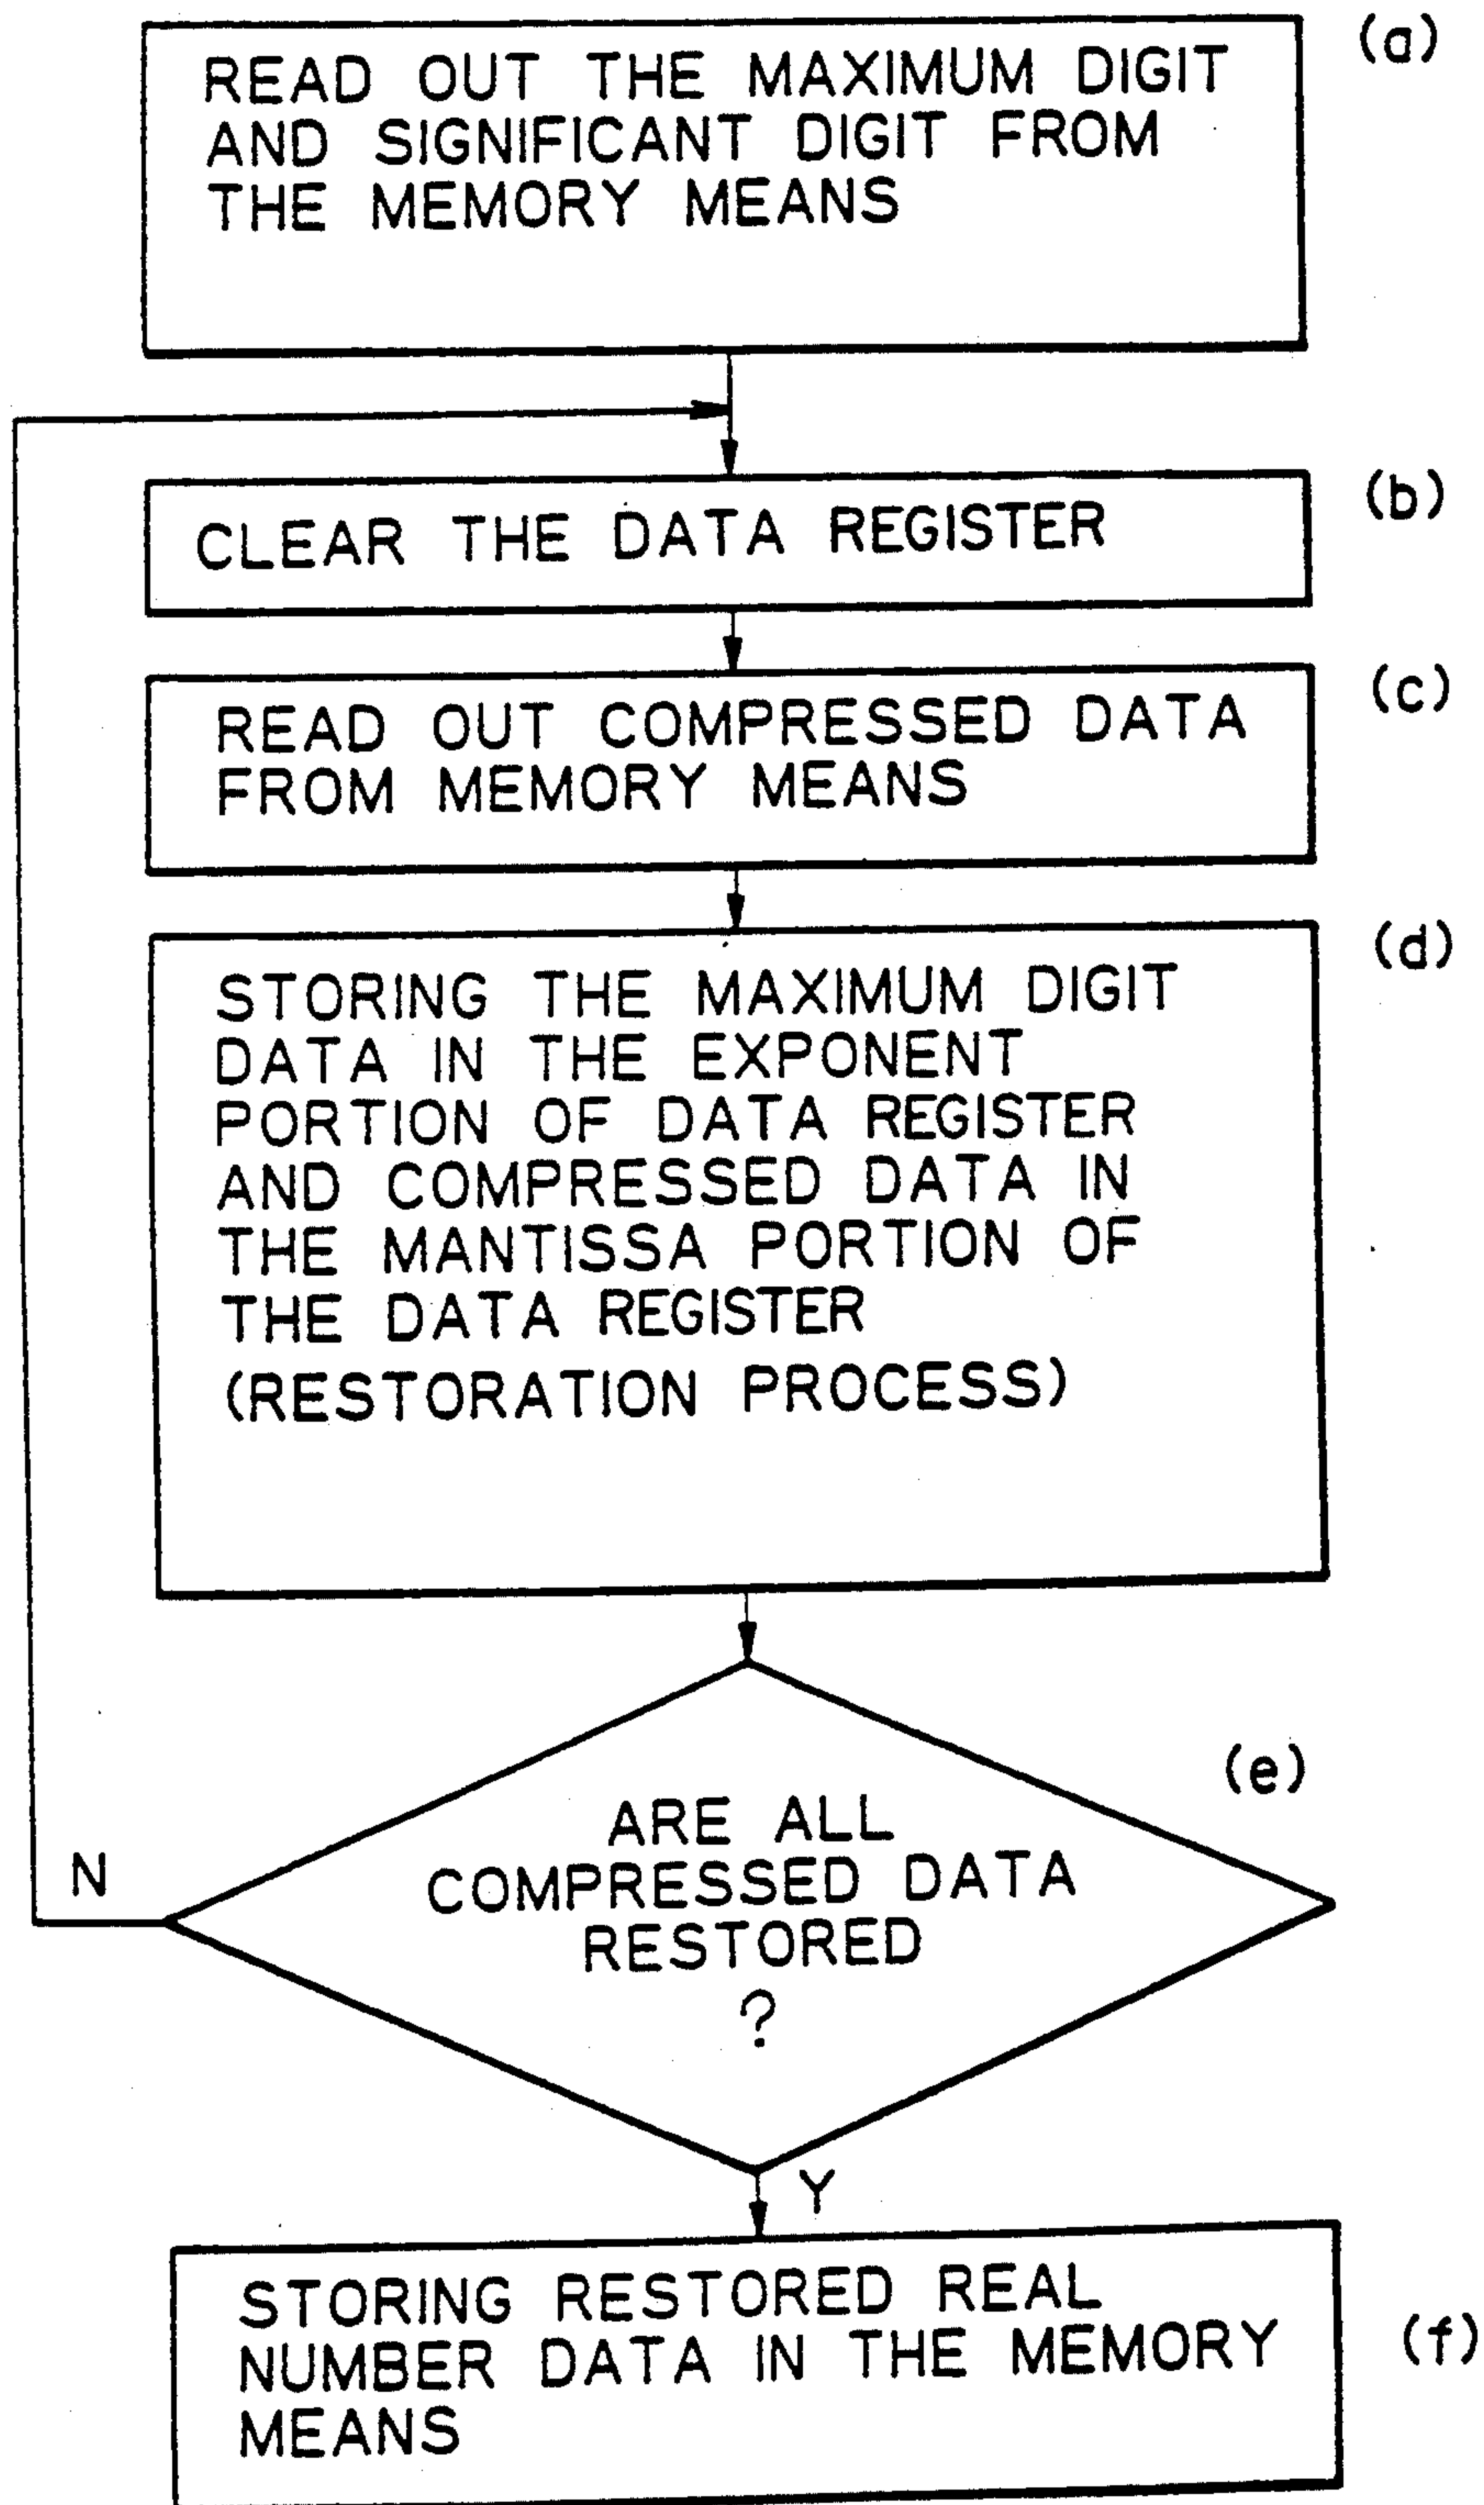 (a)
READ OUT THE MAXIMUM DIGIT
AND SIGNIFICANT DIGIT FROM
THE MEMORY MEANS
(b)
CLEAR THE DATA REGISTER
(c)
READ OUT COMPRESSED DATA
FROM MEMORY MEANS
(d)
STORING THE MAXIMUM DIGIT
DATA IN THE EXPONENT
PORTION OF DATA REGISTER
AND COMPRESSED DATA IN
THE MANTISSA PORTION OF
THE DATA REGISTER
(RESTORATION PROCESS)
(e)
ARE ALL
COMPRESSED DATA
RESTORED
?
N
Y
STORING RESTORED REAL
NUMBER DATA IN THE MEMORY
MEANS
(f)